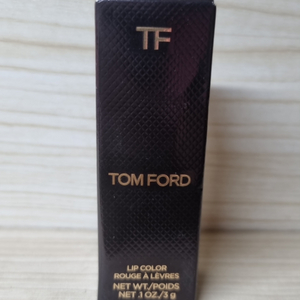 TF
TOM FORD
LIP COLOR
ROUGE À LÈVRES
NET WT./POIDS
NET .1 OZ./3 g